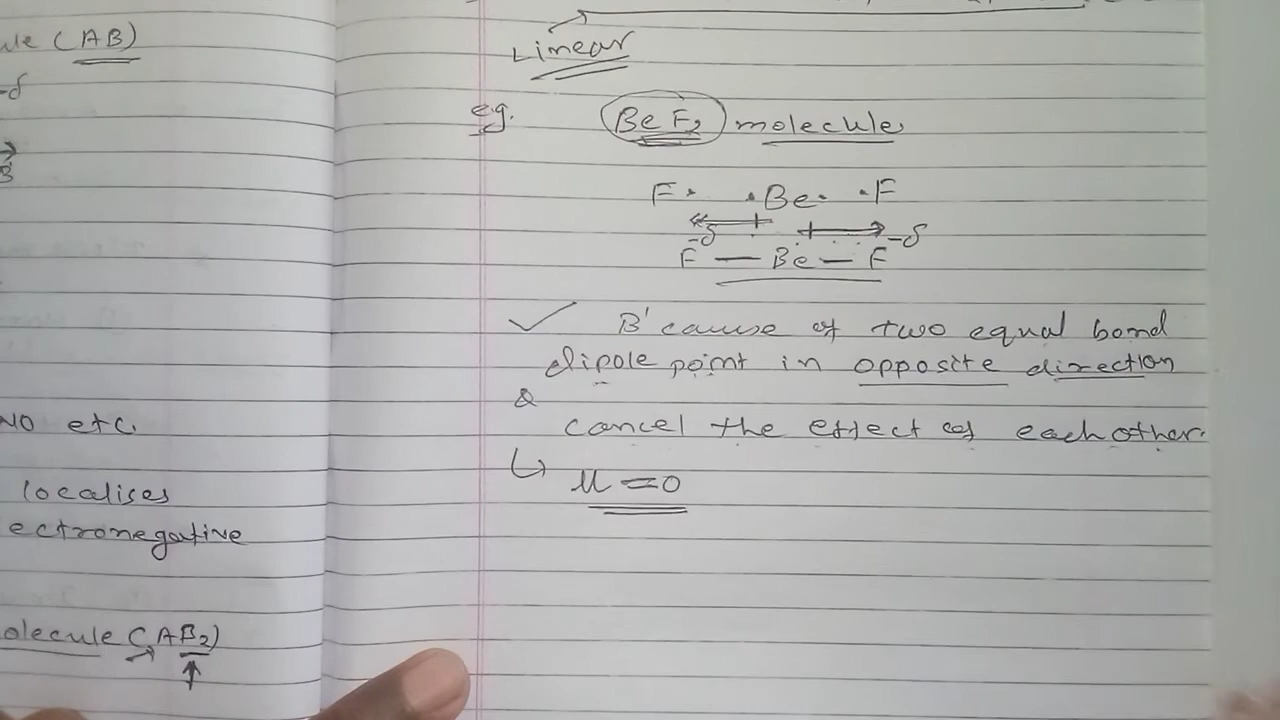 (AB)
-δ
NO etc.
localises
ectronegative
olecule (AB2)
Linear
eg. BeF2 molecule
F· ·Be· ·F
-δ -δ
F — Be — F
B'cause of two equal bond
dipole point in opposite direction
&
cancel the effect of each other.
↳ μ = 0